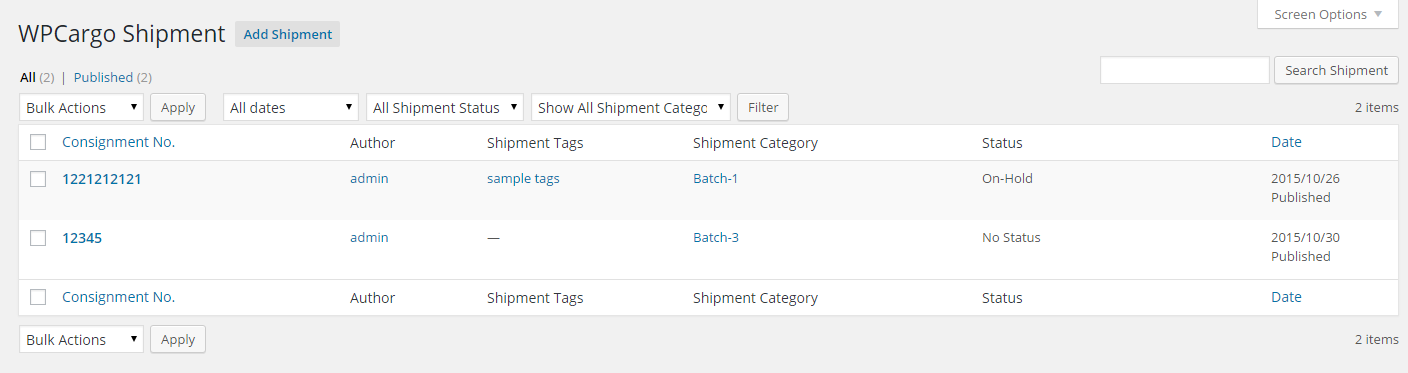 Screen Options
WPCargo Shipment Add Shipment
All (2) | Published (2)
Search Shipment
Bulk Actions Apply All dates All Shipment Status Show All Shipment Catego Filter 2 items
Consignment No. Author Shipment Tags Shipment Category Status Date
1221212121 admin sample tags Batch-1 On-Hold 2015/10/26
Published
12345 admin — Batch-3 No Status 2015/10/30
Published
Consignment No. Author Shipment Tags Shipment Category Status Date
Bulk Actions Apply 2 items